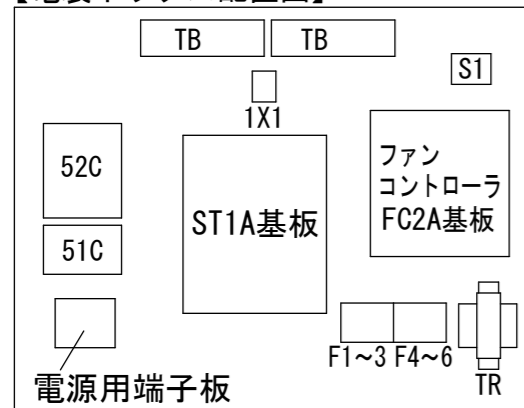 TB TB
S1
1X1
52C
ファン
コントローラ
FC2A基板
ST1A基板
51C
F1~3 F4~6
TR
電源用端子板